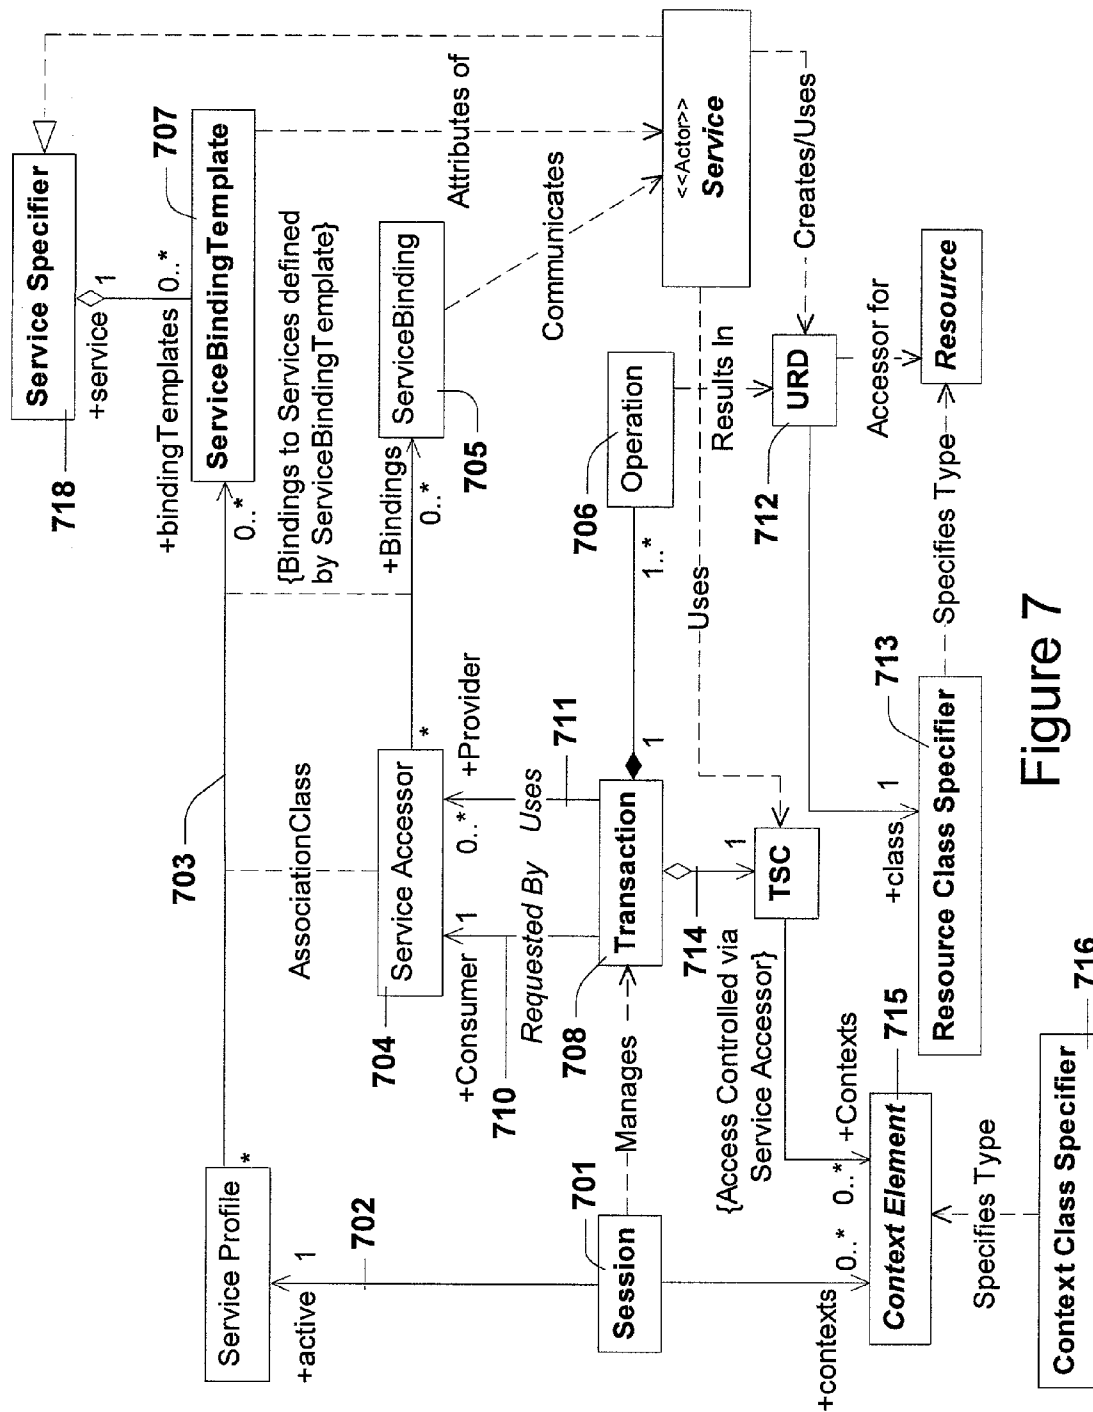 Service Specifier
718
+service
1
+bindingTemplates
0..*
707
ServiceBindingTemplate
Attributes of
Service Profile
*
703
0..*
{Bindings to Services defined
by ServiceBindingTemplate}
AssociationClass
+active
1
702
704
Service Accessor
*
+Bindings
0..*
ServiceBinding
705
Communicates
+Consumer
1
0..*
+Provider
710
Requested By
Uses
711
<<Actor>>
Service
Session
701
Manages
708
Transaction
1
1..*
706
Operation
714
1
{Access Controlled via
Service Accessor}
TSC
Uses
Results In
Creates/Uses
712
URD
+contexts
0..*
0..*
+Contexts
Context Element
715
+class
1
Accessor for
Resource Class Specifier
713
Specifies Type
Resource
Specifies Type
Context Class Specifier
716
Figure 7